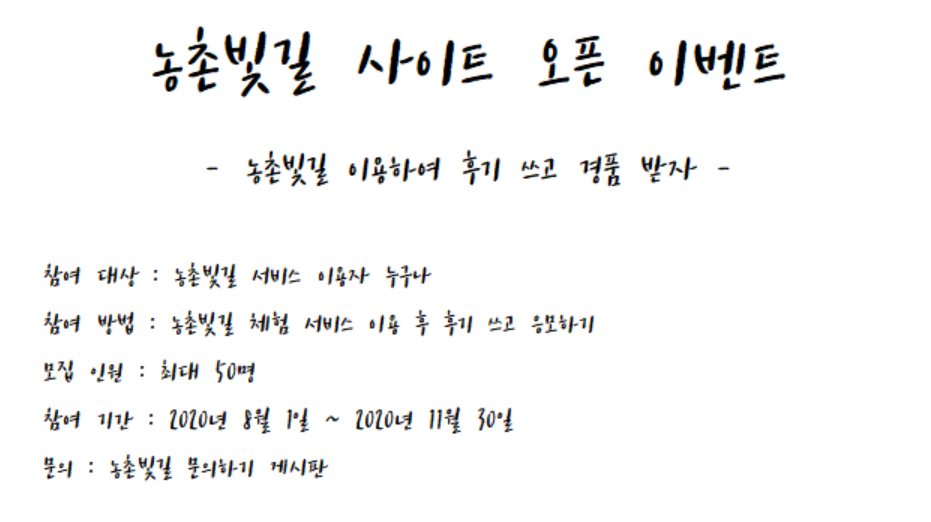 농촌빛길 사이트 오픈 이벤트
- 농촌빛길 이용하여 후기 쓰고 경품 받자 -
참여 대상 : 농촌빛길 서비스 이용자 누구나
참여 방법 : 농촌빛길 체험 서비스 이용 후 후기 쓰고 응모하기
모집 인원 : 최대 50명
참여 기간 : 2020년 8월 1일 ~ 2020년 11월 30일
문의 : 농촌빛길 문의하기 게시판